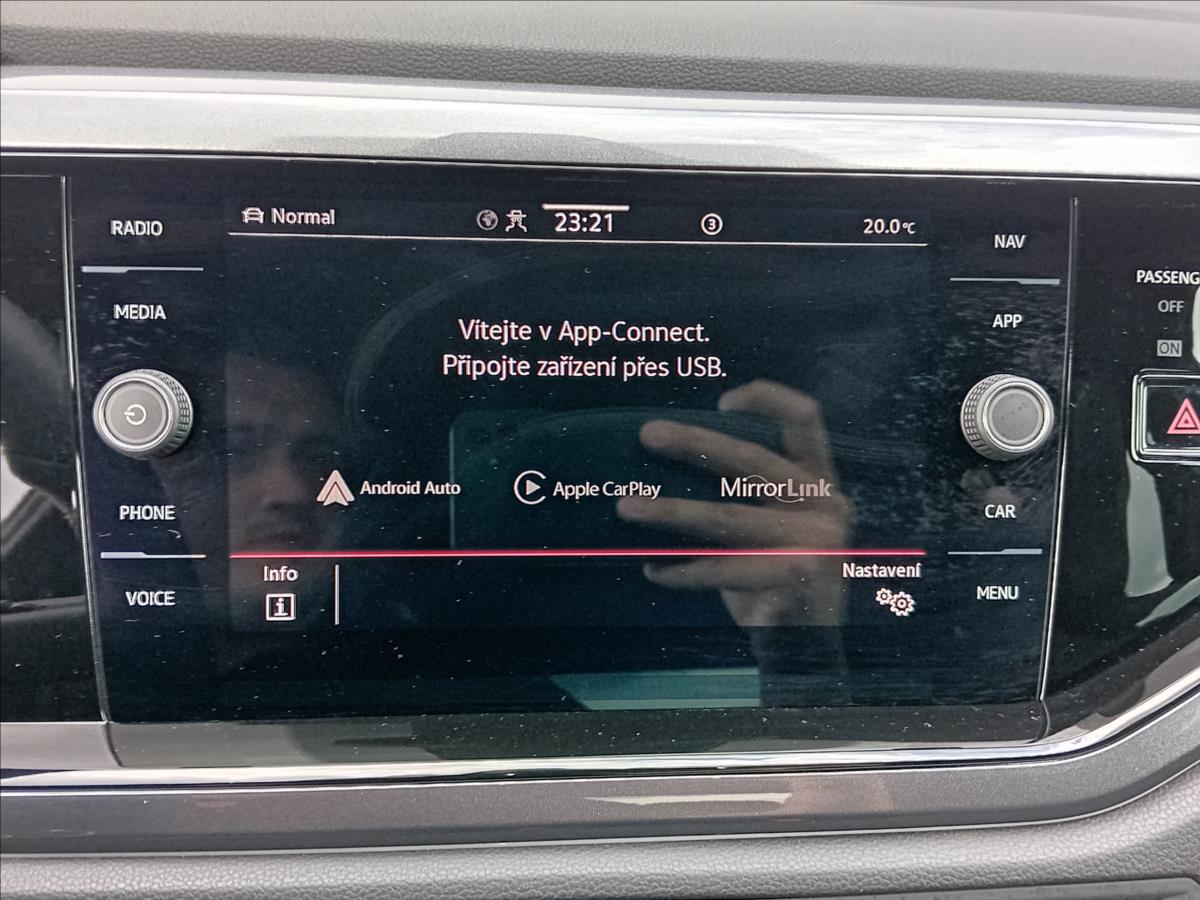 RADIO
MEDIA
PHONE
VOICE
Normal
23:21
3
20.0°C
Vítejte v App-Connect.
Připojte zařízení přes USB.
Android Auto
Apple CarPlay
MirrorLink
Info
i
Nastavení
NAV
APP
CAR
MENU
PASSENG
OFF
ON